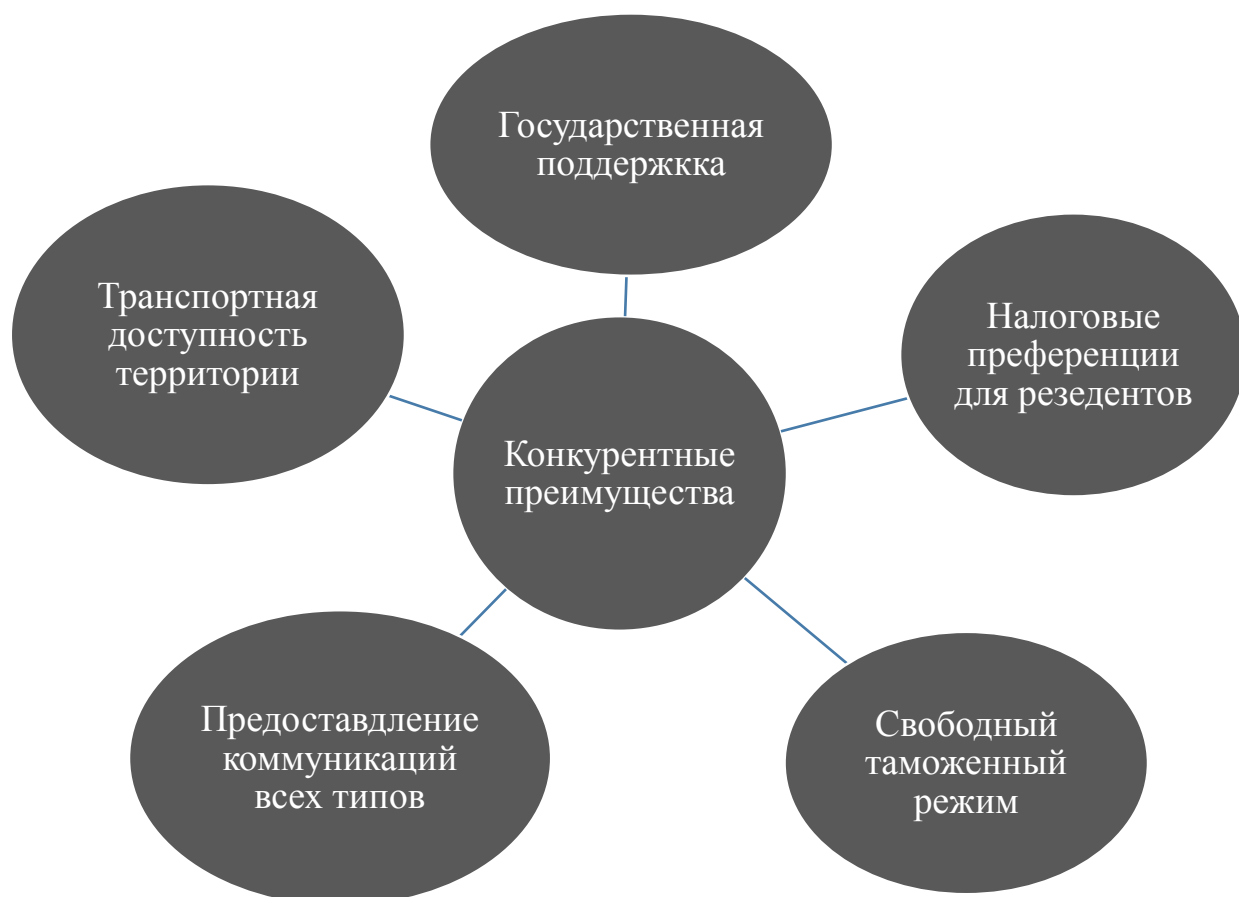 Государственная
поддержкка
Транспортная
доступность
территории
Налоговые
преференции
для резедентов
Конкурентные
преимущества
Предоставдление
коммуникаций
всех типов
Свободный
таможенный
режим